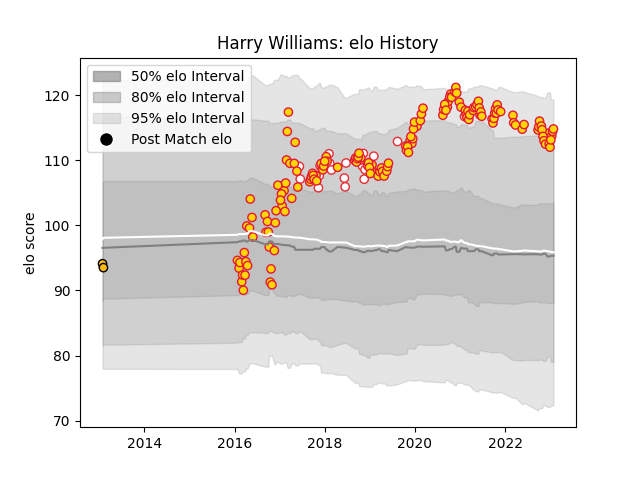 Harry Williams: elo History
50% elo Interval
80% elo Interval
95% elo Interval
Post Match elo
elo score
120
110
100
90
80
70
2014
2016
2018
2020
2022